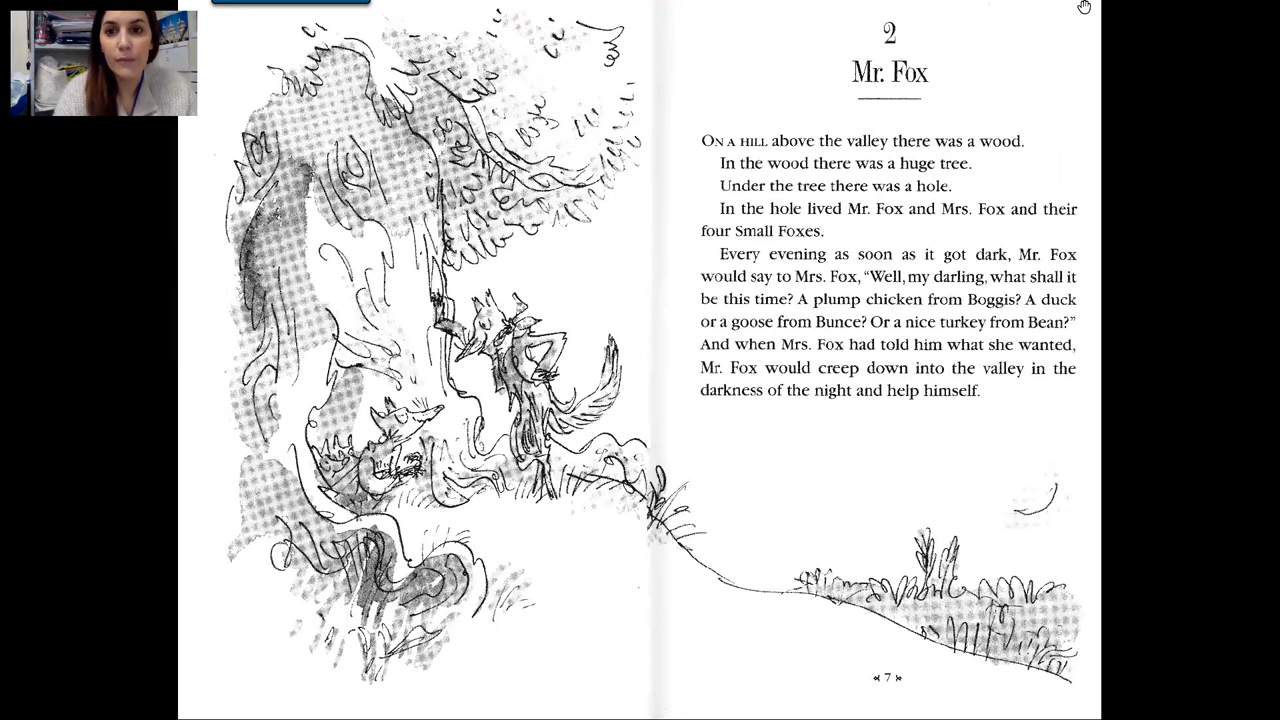 2
Mr. Fox
ON A HILL above the valley there was a wood.
In the wood there was a huge tree.
Under the tree there was a hole.
In the hole lived Mr. Fox and Mrs. Fox and their
four Small Foxes.
Every evening as soon as it got dark, Mr. Fox
would say to Mrs. Fox, “Well, my darling, what shall it
be this time? A plump chicken from Boggis? A duck
or a goose from Bunce? Or a nice turkey from Bean?”
And when Mrs. Fox had told him what she wanted,
Mr. Fox would creep down into the valley in the
darkness of the night and help himself.
7